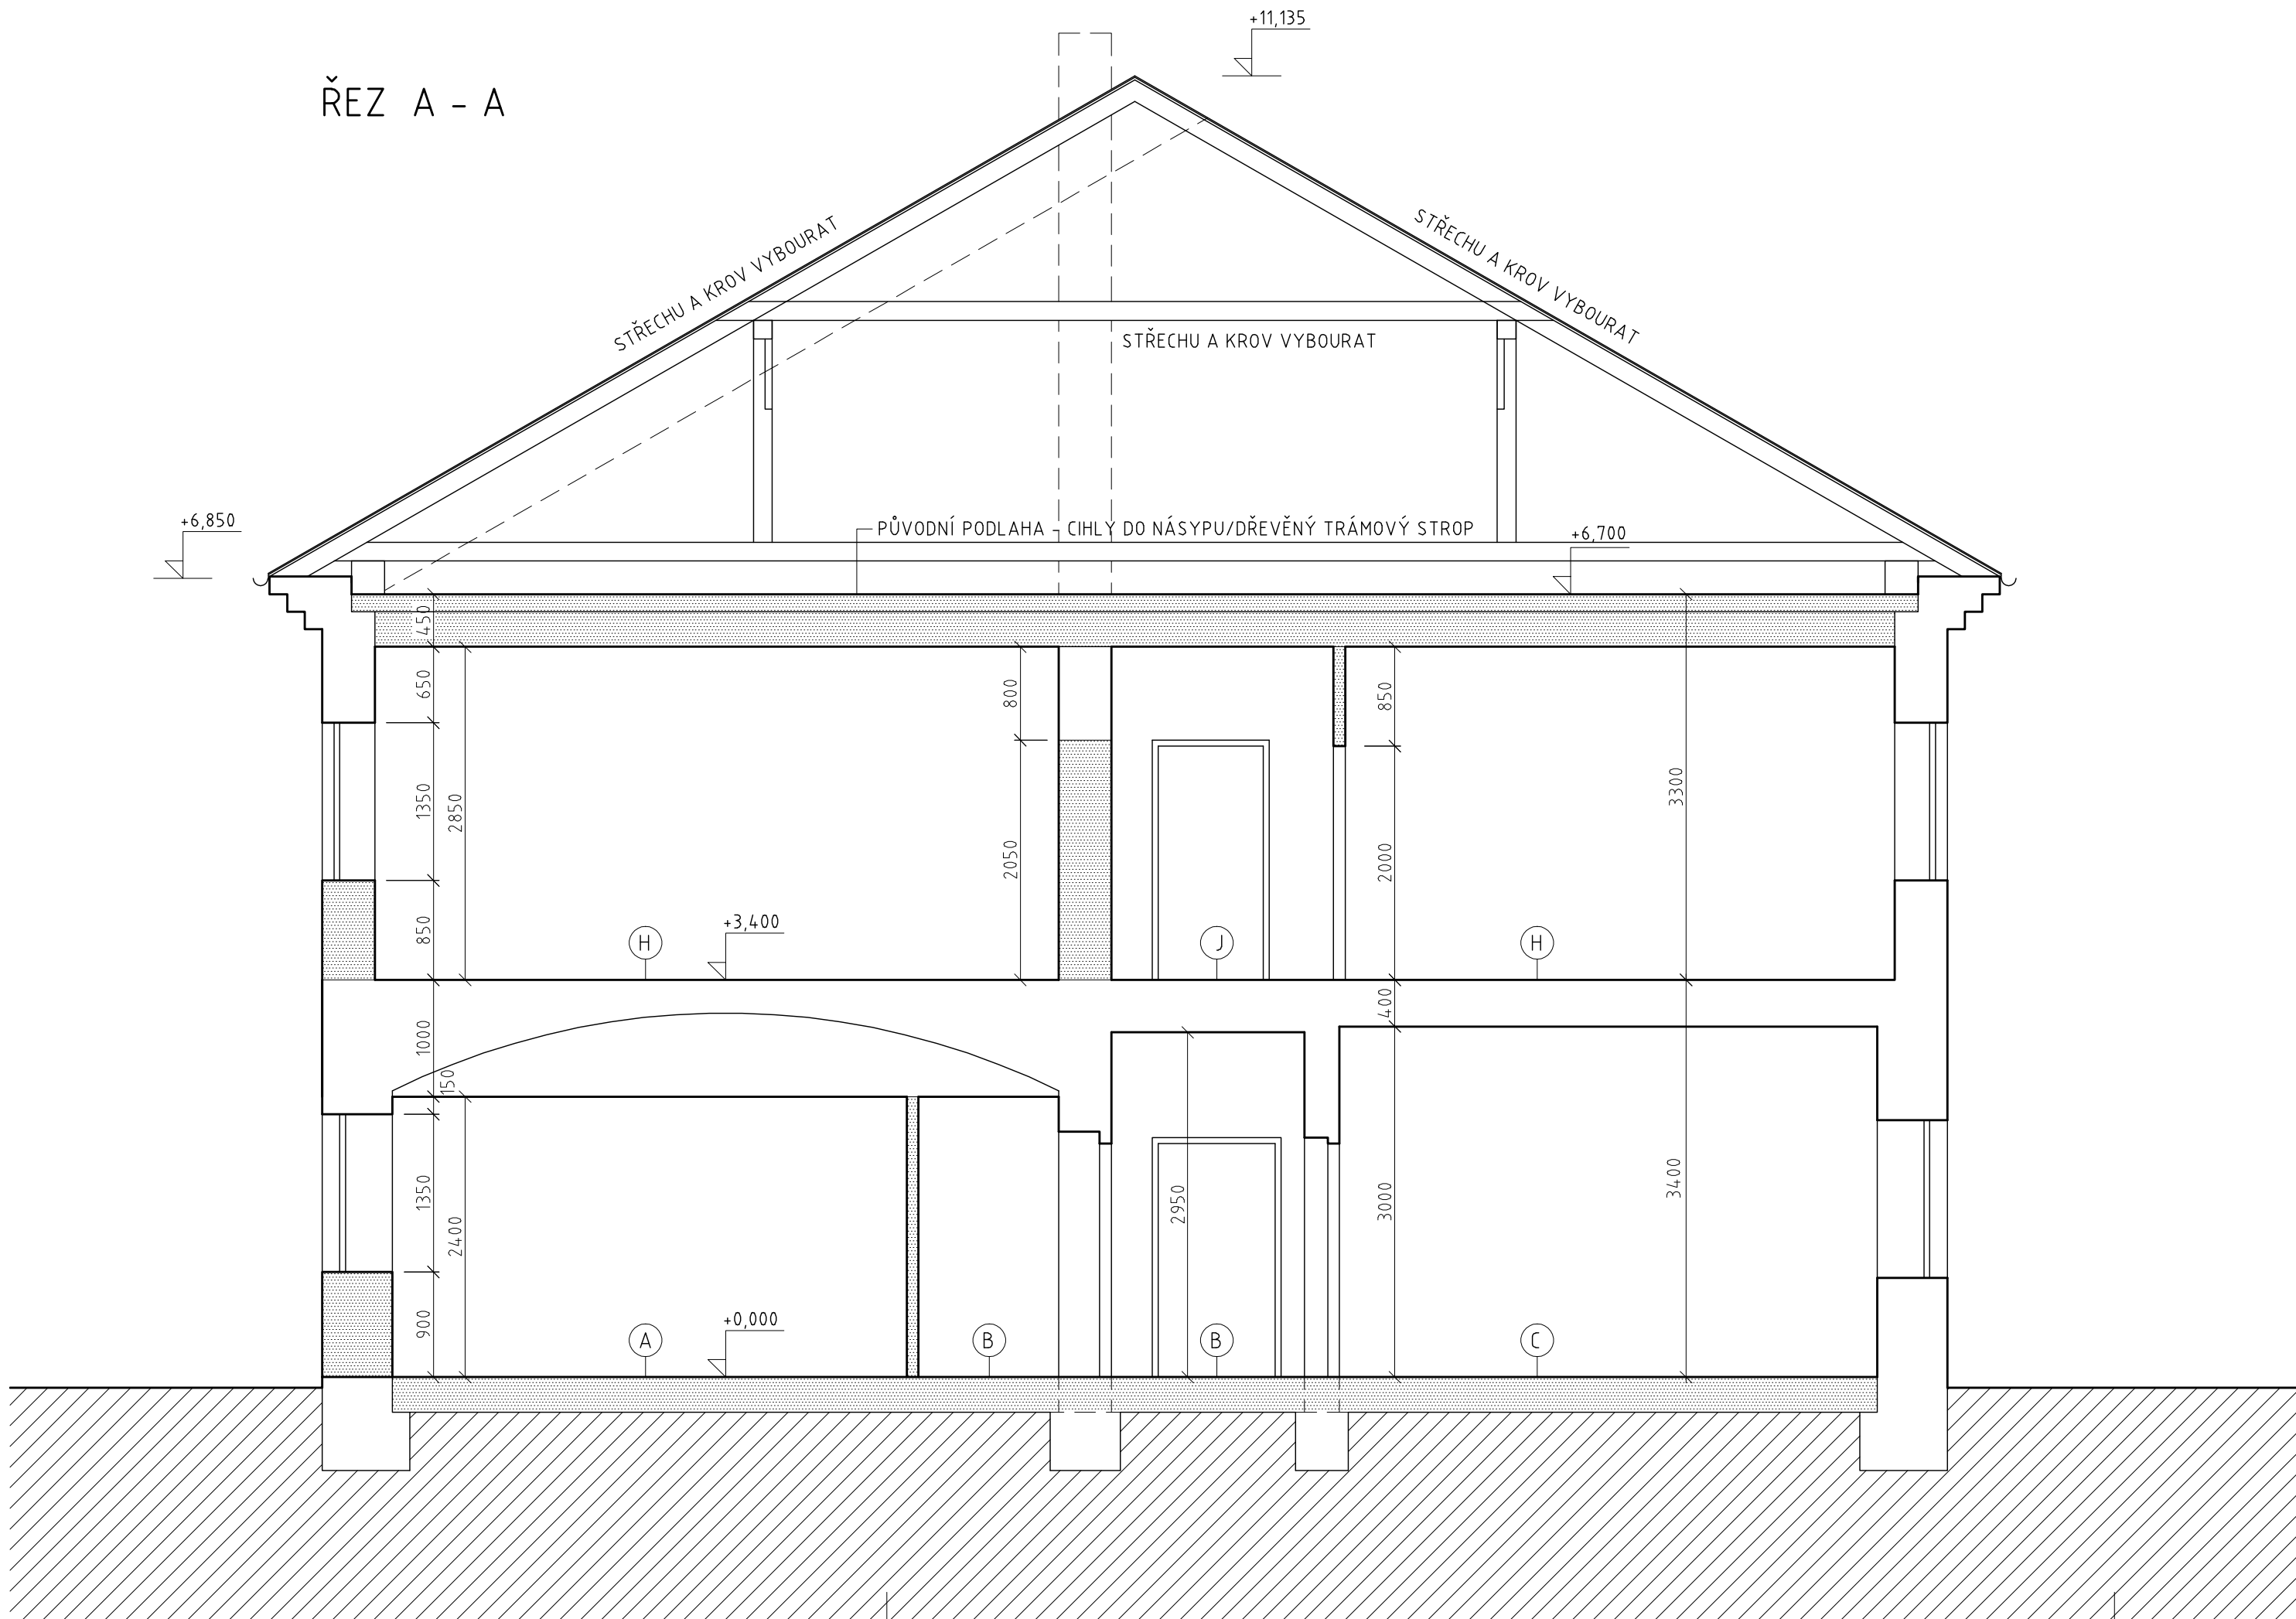 +11,135
ŘEZ A - A
STŘECHU A KROV VYBOURAT
STŘECHU A KROV VYBOURAT
STŘECHU A KROV VYBOURAT
+6,850
PŮVODNÍ PODLAHA - CIHLY DO NÁSYPU/DŘEVĚNÝ TRÁMOVÝ STROP
+6,700
450
650
800
850
1350
2850
2050
2000
3300
850
H
+3,400
J
H
400
1000
150
1350
2400
2950
3000
3400
900
A
+0,000
B
B
C